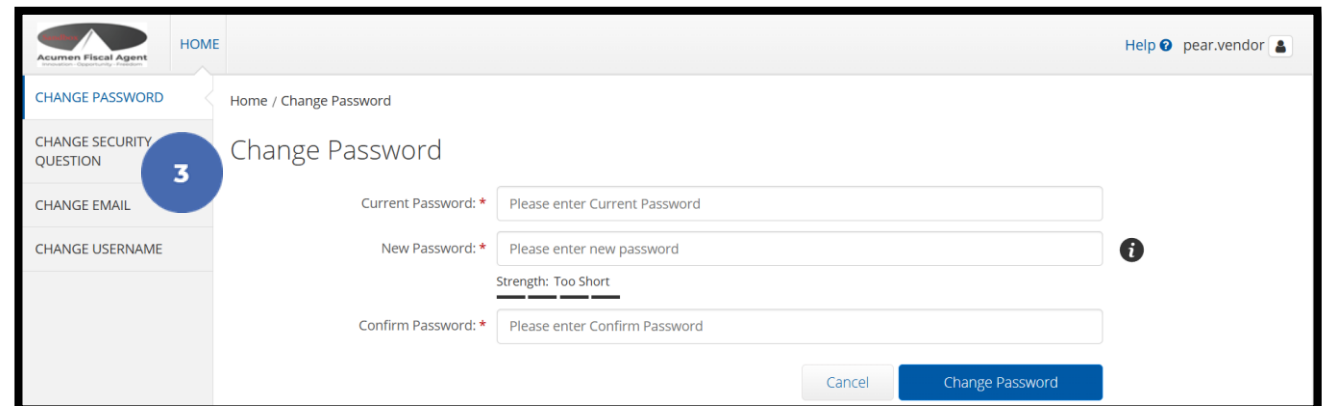 Acumen Fiscal Agent
HOME
Help
pear.vendor
CHANGE PASSWORD
Home / Change Password
CHANGE SECURITY
QUESTION
3
CHANGE EMAIL
CHANGE USERNAME
Change Password
Current Password: * Please enter Current Password
New Password: * Please enter new password
Strength: Too Short
Confirm Password: * Please enter Confirm Password
Cancel
Change Password